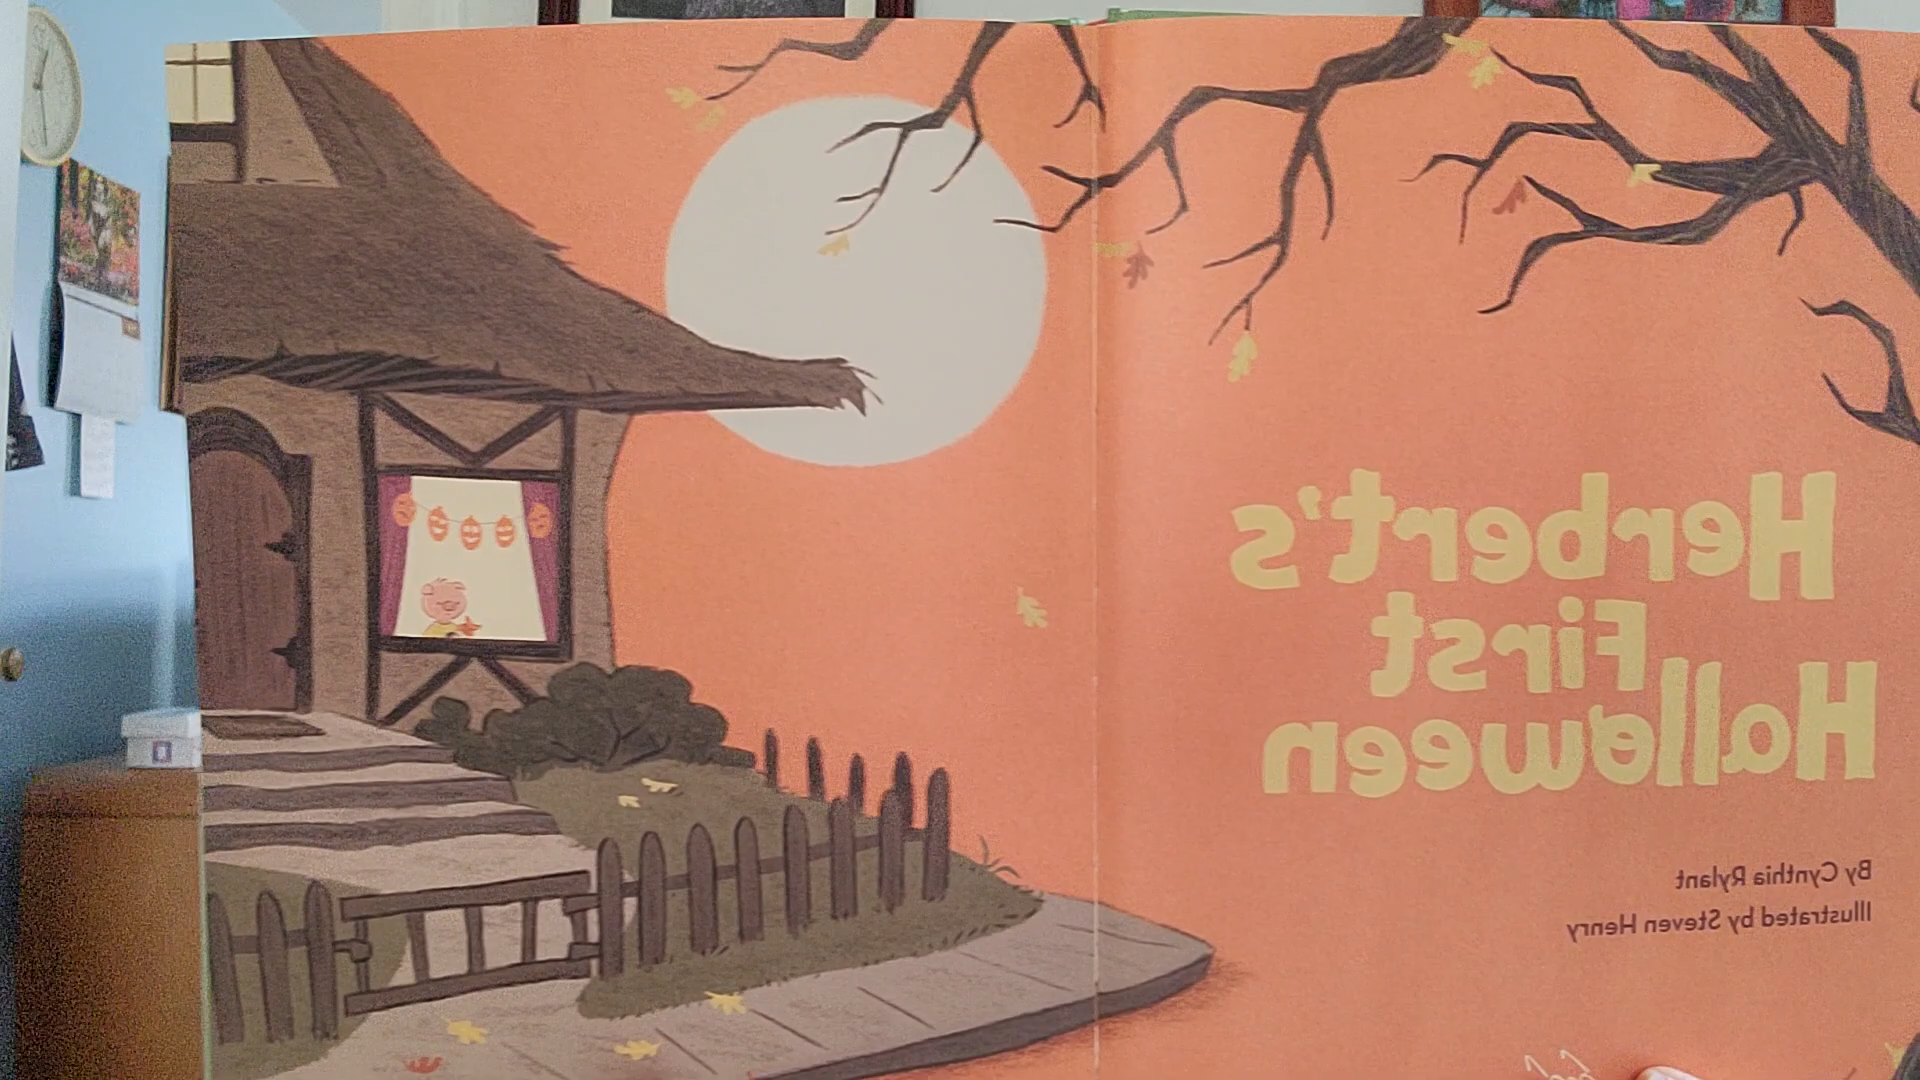 Herbert's
First
Halloween
By Cynthia Rylant
Illustrated by Steven Henry